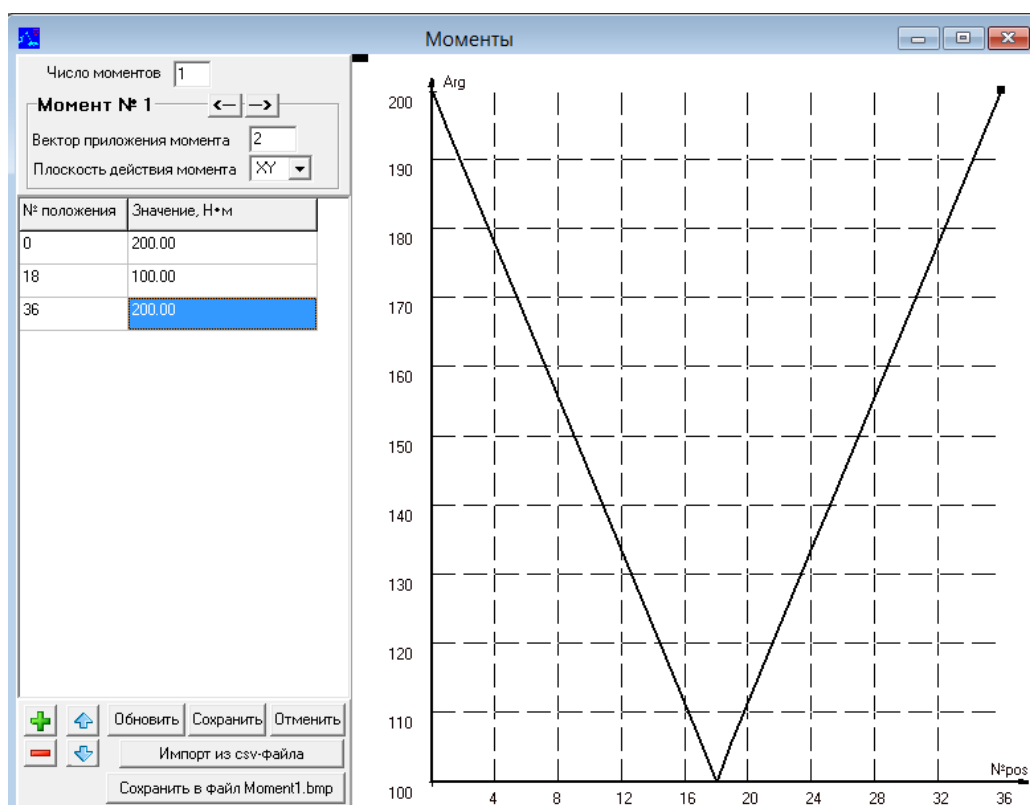 Моменты
Число моментов 1
Момент № 1 <– –>
Вектор приложения момента 2
Плоскость действия момента XY
№ положения Значение, Н•м
0 200.00
18 100.00
36 200.00
Обновить Сохранить Отменить
Импорт из csv-файла
Сохранить в файл Moment1.bmp
Arg
200
190
180
170
160
150
140
130
120
110
100
№pos
4 8 12 16 20 24 28 32 36